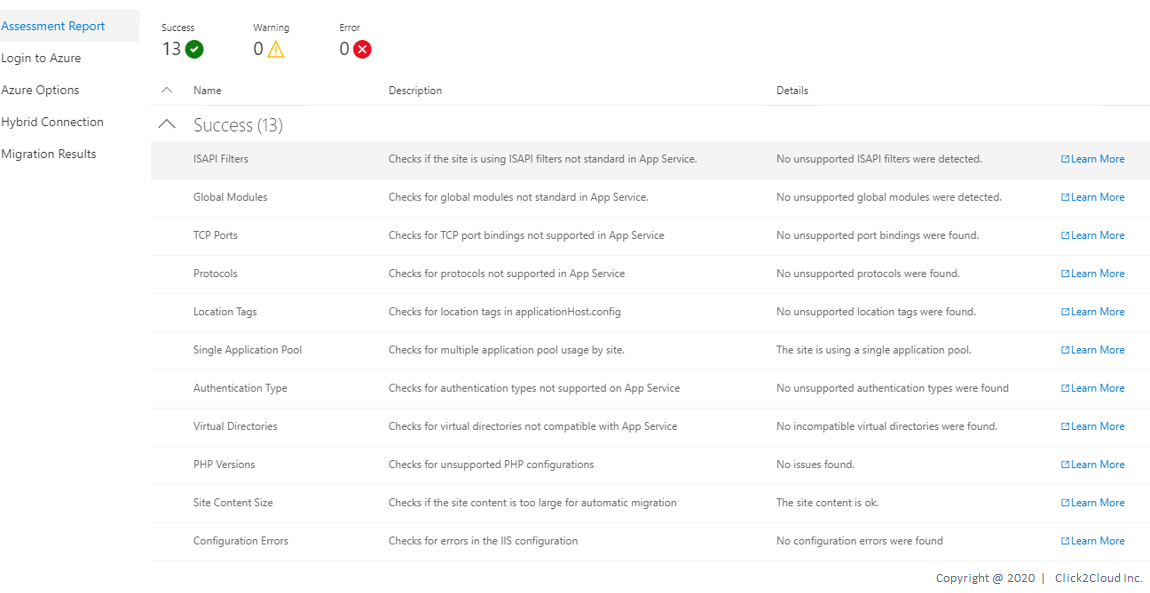 Assessment Report
Login to Azure
Azure Options
Hybrid Connection
Migration Results
Success Warning Error
13 0 0
Name Description Details
Success (13)
ISAPI Filters Checks if the site is using ISAPI filters not standard in App Service. No unsupported ISAPI filters were detected. Learn More
Global Modules Checks for global modules not standard in App Service. No unsupported global modules were detected. Learn More
TCP Ports Checks for TCP port bindings not supported in App Service No unsupported port bindings were found. Learn More
Protocols Checks for protocols not supported in App Service No unsupported protocols were found. Learn More
Location Tags Checks for location tags in applicationHost.config No unsupported location tags were found. Learn More
Single Application Pool Checks for multiple application pool usage by site. The site is using a single application pool. Learn More
Authentication Type Checks for authentication types not supported on App Service No unsupported authentication types were found Learn More
Virtual Directories Checks for virtual directories not compatible with App Service No incompatible virtual directories were found. Learn More
PHP Versions Checks for unsupported PHP configurations No issues found. Learn More
Site Content Size Checks if the site content is too large for automatic migration The site content is ok. Learn More
Configuration Errors Checks for errors in the IIS configuration No configuration errors were found Learn More
Copyright @ 2020 | Click2Cloud Inc.